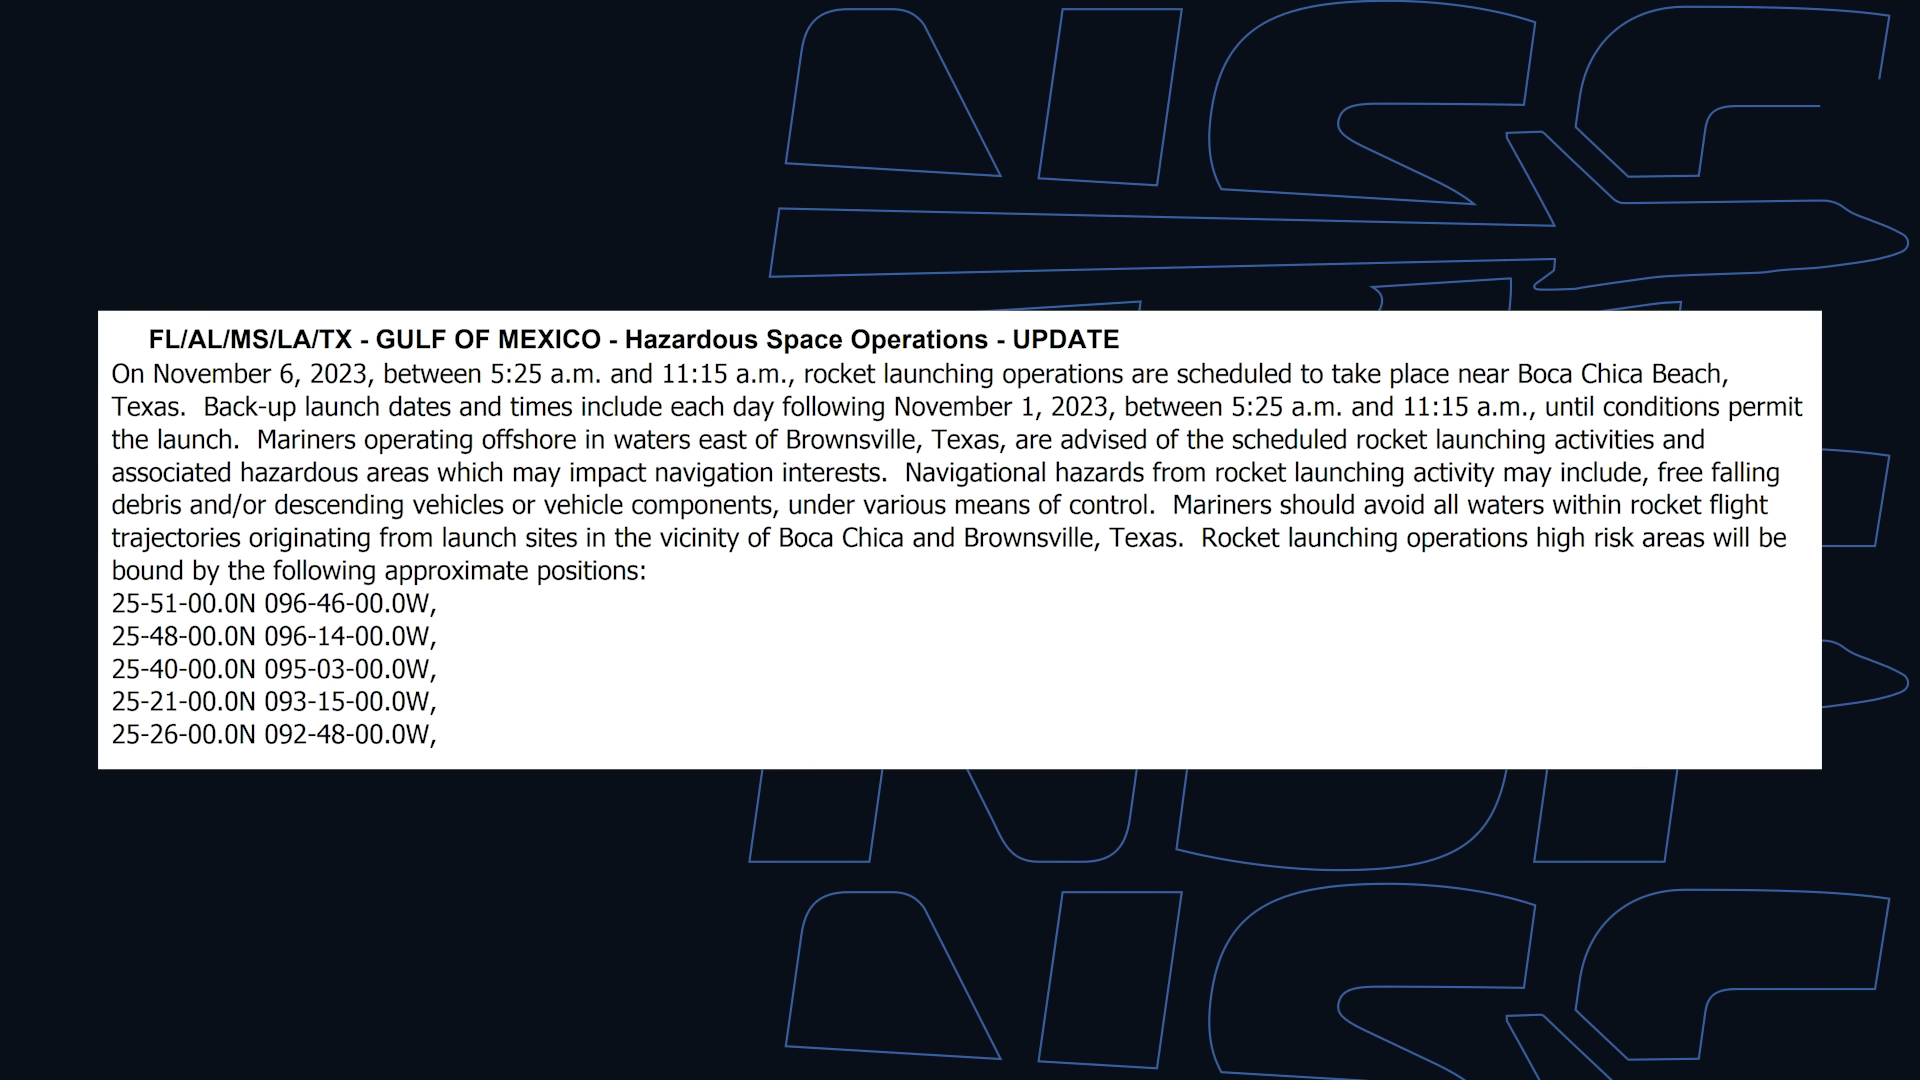 FL/AL/MS/LA/TX - GULF OF MEXICO - Hazardous Space Operations - UPDATE
On November 6, 2023, between 5:25 a.m. and 11:15 a.m., rocket launching operations are scheduled to take place near Boca Chica Beach,
Texas.  Back-up launch dates and times include each day following November 1, 2023, between 5:25 a.m. and 11:15 a.m., until conditions permit
the launch.  Mariners operating offshore in waters east of Brownsville, Texas, are advised of the scheduled rocket launching activities and
associated hazardous areas which may impact navigation interests.  Navigational hazards from rocket launching activity may include, free falling
debris and/or descending vehicles or vehicle components, under various means of control.  Mariners should avoid all waters within rocket flight
trajectories originating from launch sites in the vicinity of Boca Chica and Brownsville, Texas.  Rocket launching operations high risk areas will be
bound by the following approximate positions:
25-51-00.0N 096-46-00.0W,
25-48-00.0N 096-14-00.0W,
25-40-00.0N 095-03-00.0W,
25-21-00.0N 093-15-00.0W,
25-26-00.0N 092-48-00.0W,